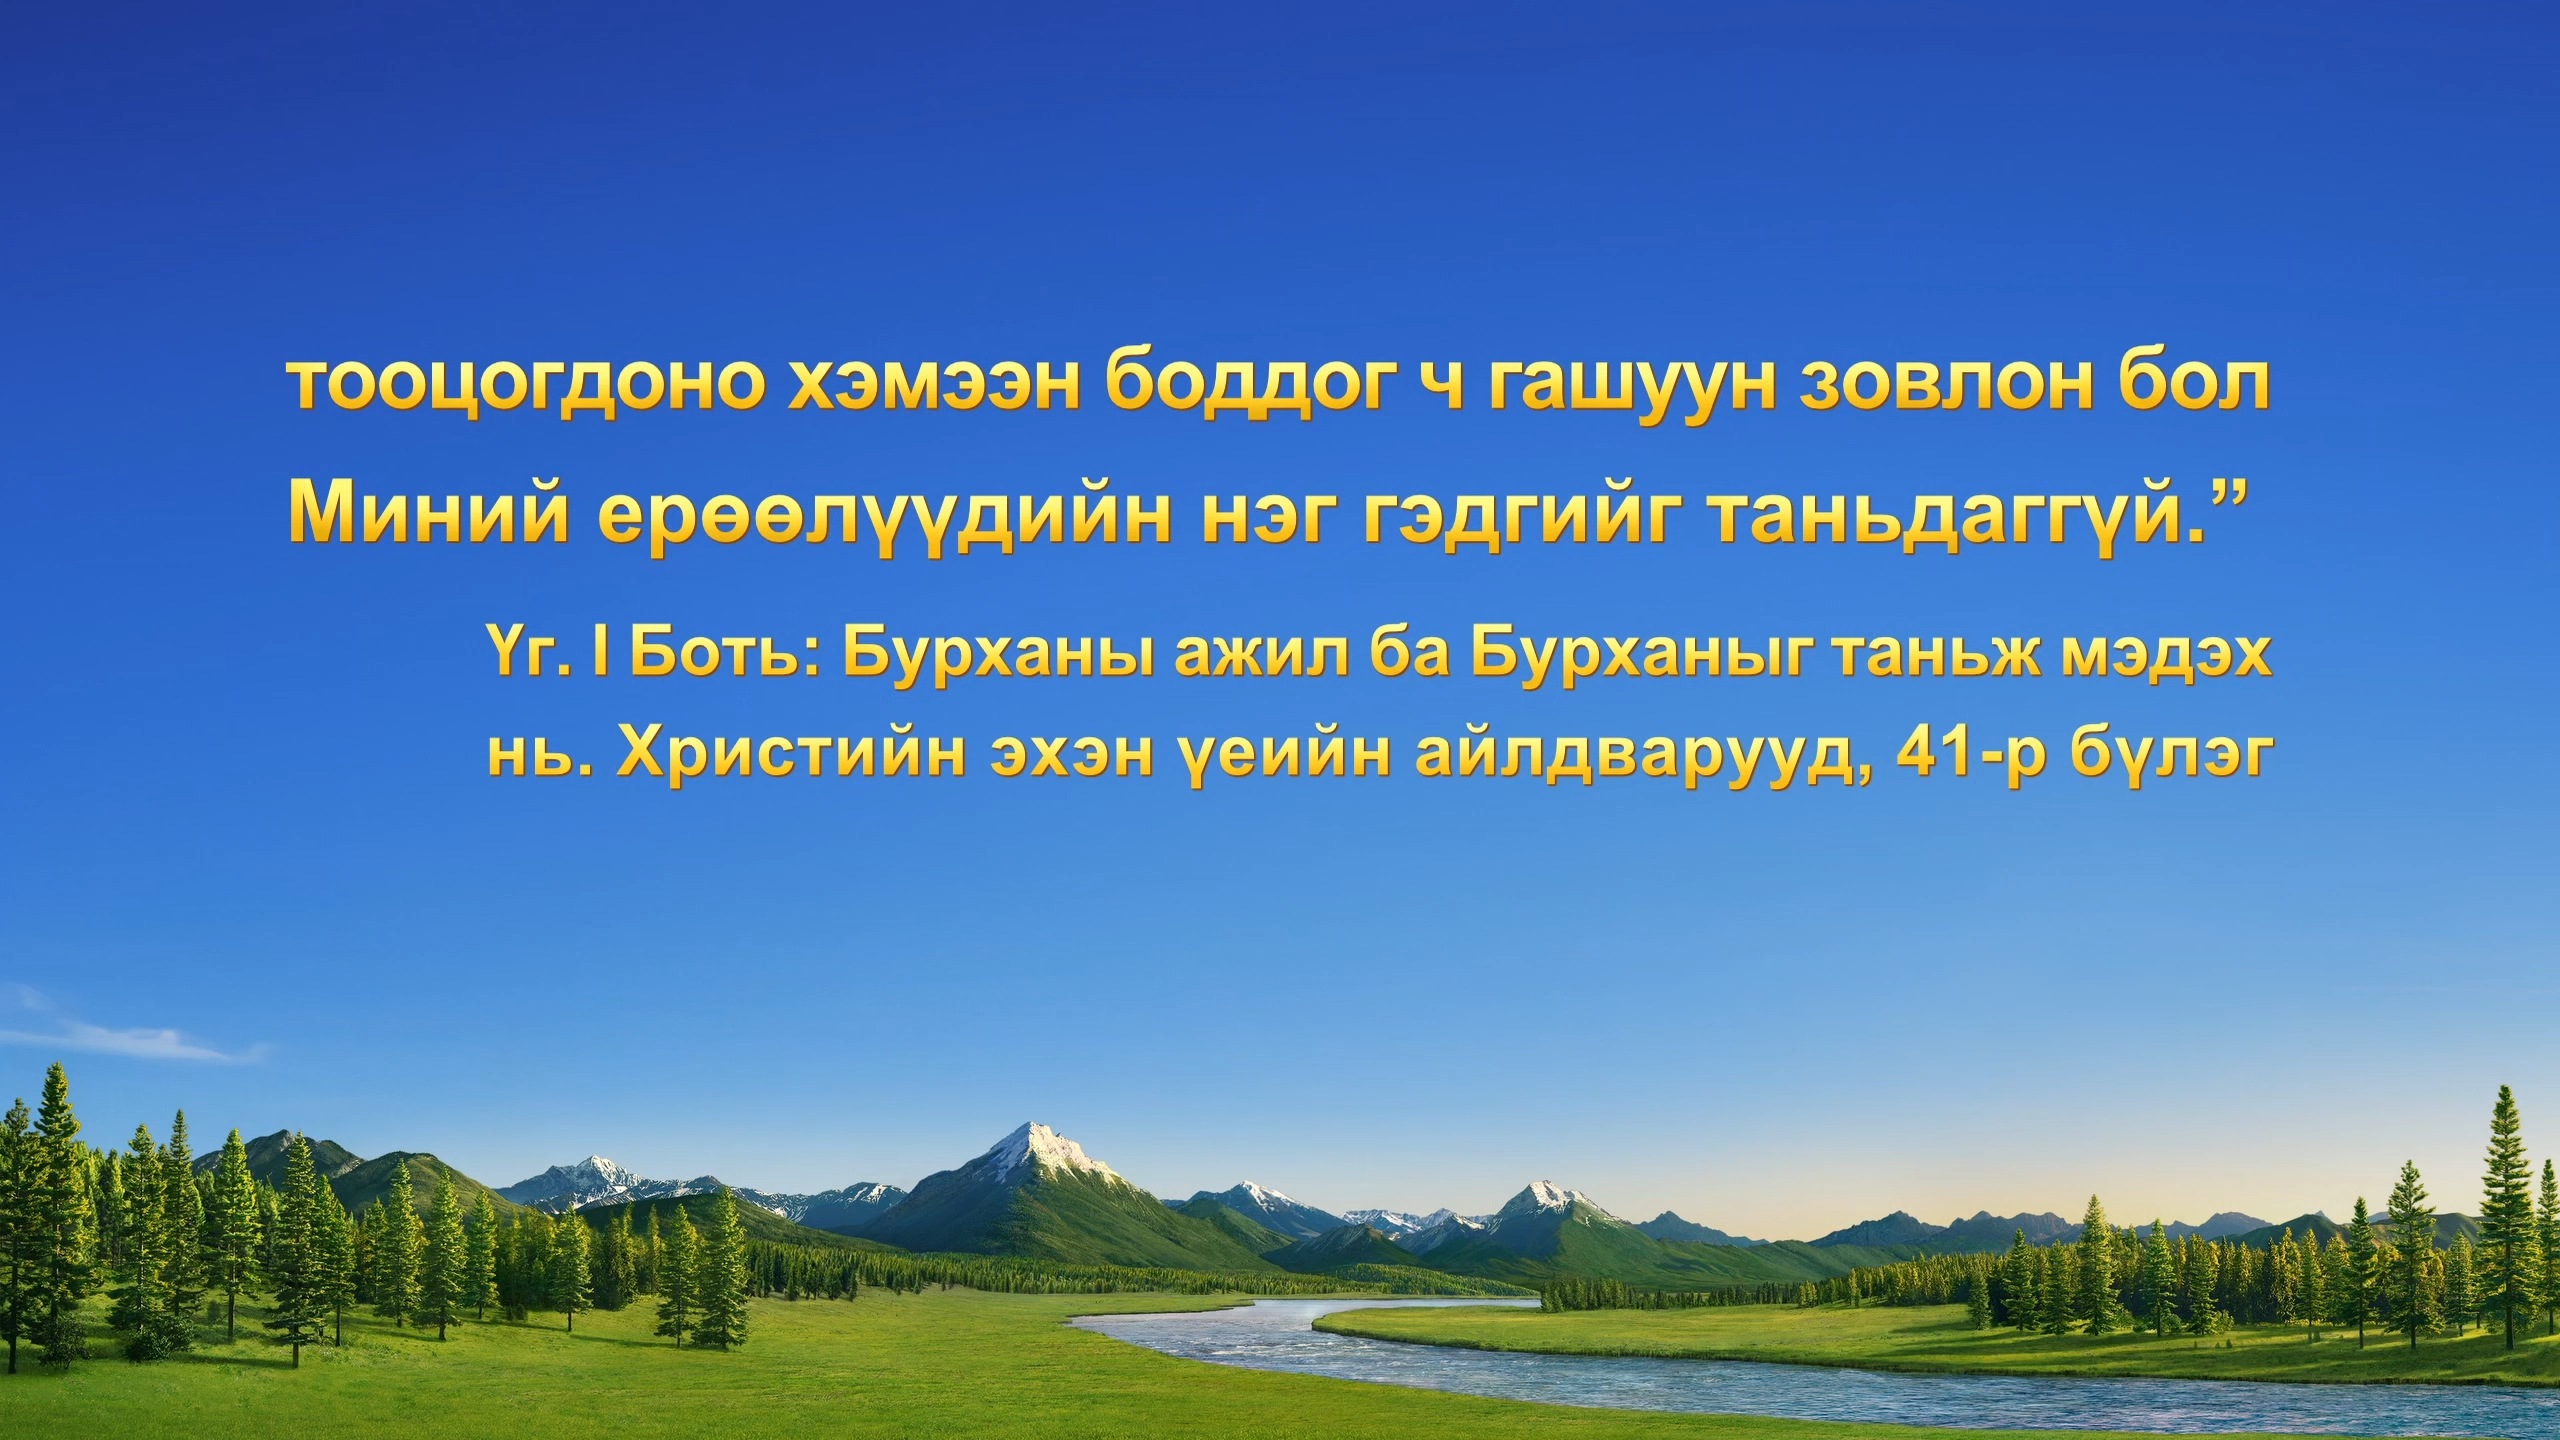 тооцогдоно хэмээн боддог ч гашуун зовлон бол
Миний ерөөлүүдийн нэг гэдгийг таньдаггүй.”
Үг. I Боть: Бурханы ажил ба Бурханыг таньж мэдэх
нь. Христийн эхэн үеийн айлдварууд, 41-р бүлэг